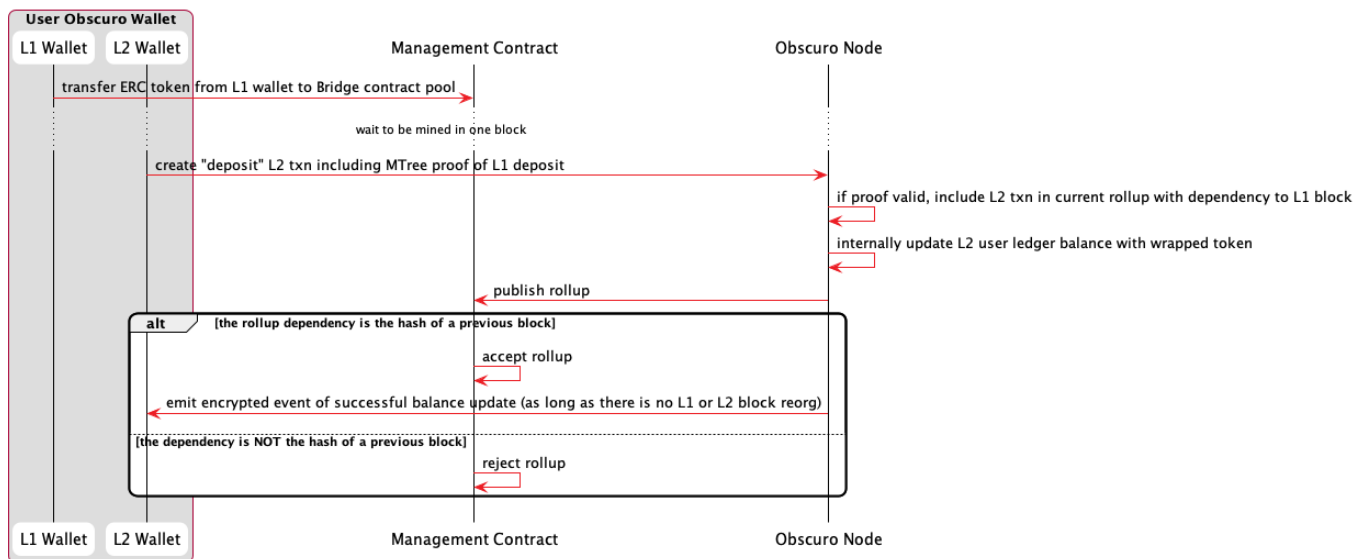 User Obscuro Wallet
L1 Wallet
L2 Wallet
Management Contract
Obscuro Node
transfer ERC token from L1 wallet to Bridge contract pool
wait to be mined in one block
create "deposit" L2 txn including MTree proof of L1 deposit
if proof valid, include L2 txn in current rollup with dependency to L1 block
internally update L2 user ledger balance with wrapped token
publish rollup
alt
[the rollup dependency is the hash of a previous block]
accept rollup
emit encrypted event of successful balance update (as long as there is no L1 or L2 block reorg)
[the dependency is NOT the hash of a previous block]
reject rollup
L1 Wallet
L2 Wallet
Management Contract
Obscuro Node